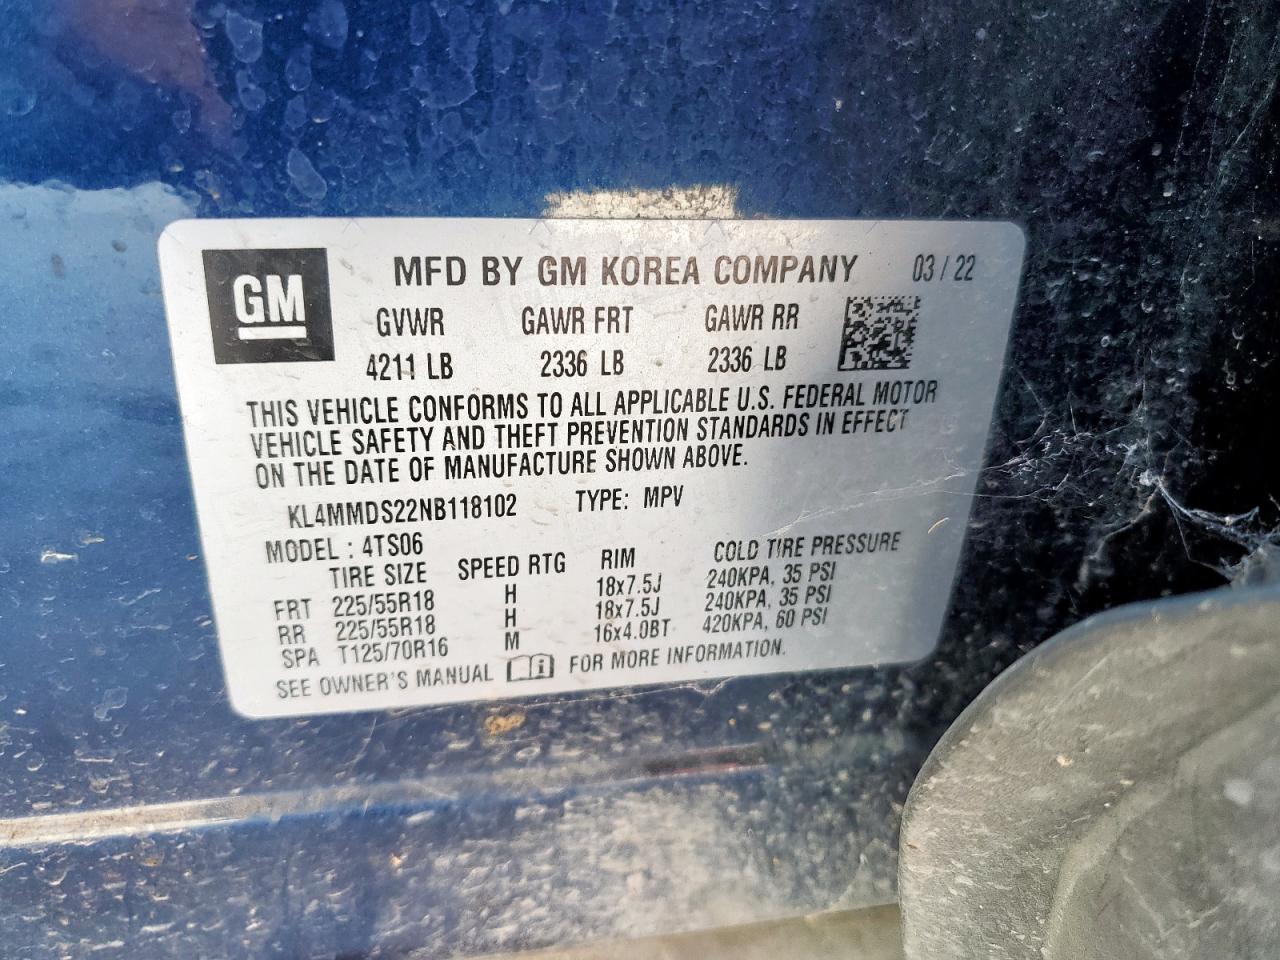 GM
MFD BY GM KOREA COMPANY 03 / 22
GVWR GAWR FRT GAWR RR
4211 LB 2336 LB 2336 LB
THIS VEHICLE CONFORMS TO ALL APPLICABLE U.S. FEDERAL MOTOR
VEHICLE SAFETY AND THEFT PREVENTION STANDARDS IN EFFECT
ON THE DATE OF MANUFACTURE SHOWN ABOVE.
KL4MMDS22NB118102 TYPE: MPV
MODEL : 4TS06
TIRE SIZE SPEED RTG RIM COLD TIRE PRESSURE
FRT 225/55R18 H 18x7.5J 240KPA, 35 PSI
RR 225/55R18 H 18x7.5J 240KPA, 35 PSI
SPA T125/70R16 M 16x4.0BT 420KPA, 60 PSI
SEE OWNER'S MANUAL i FOR MORE INFORMATION.